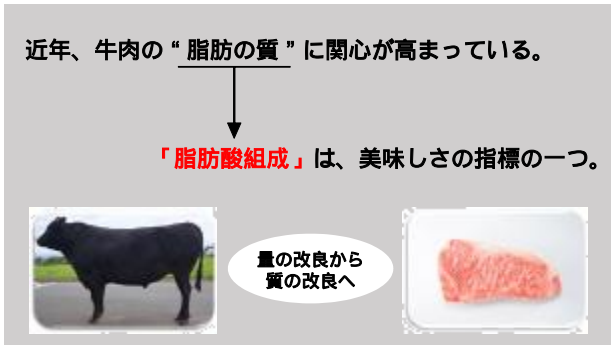 近年、牛肉の“脂肪の質”に関心が高まっている。
「脂肪酸組成」は、美味しさの指標の一つ。
量の改良から
質の改良へ